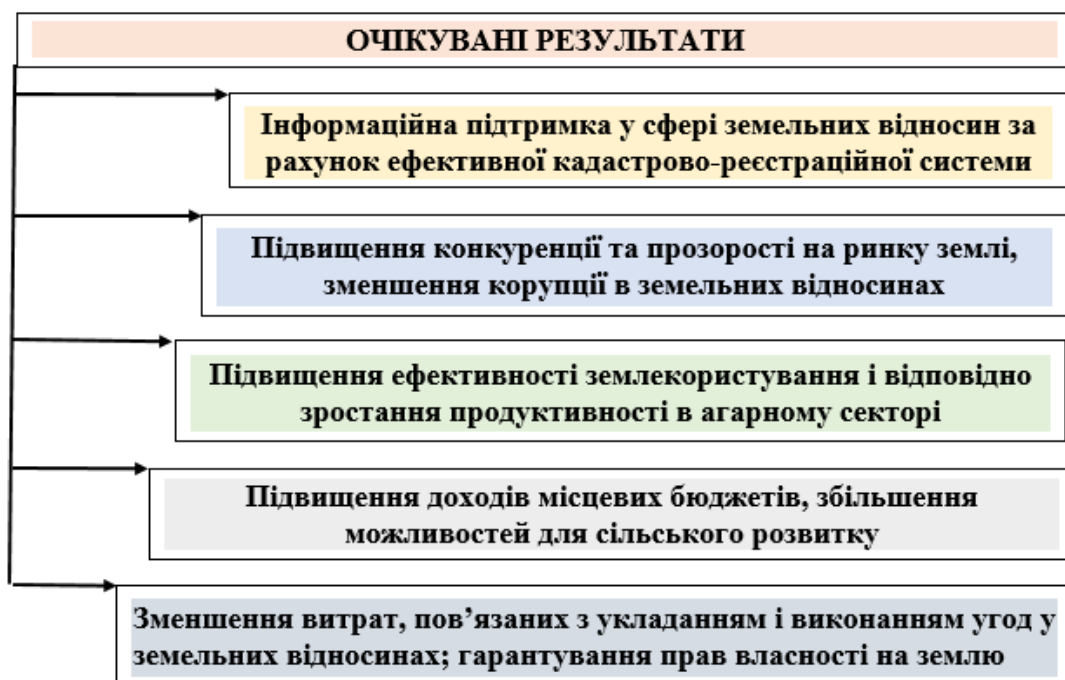 ОЧІКУВАНІ РЕЗУЛЬТАТИ
Інформаційна підтримка у сфері земельних відносин за
рахунок ефективної кадастрово-реєстраційної системи
Підвищення конкуренції та прозорості на ринку землі,
зменшення корупції в земельних відносинах
Підвищення ефективності землекористування і відповідно
зростання продуктивності в агарному секторі
Підвищення доходів місцевих бюджетів, збільшення
можливостей для сільського розвитку
Зменшення витрат, пов’язаних з укладанням і виконанням угод у
земельних відносинах; гарантування прав власності на землю